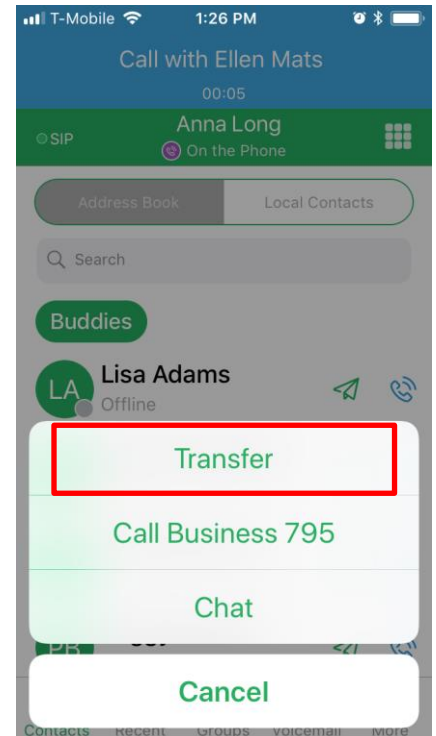 T-Mobile 1:26 PM
Call with Ellen Mats
00:05
SIP Anna Long
On the Phone
Address Book Local Contacts
Search
Buddies
LA Lisa Adams
Offline
Transfer
Call Business 795
Chat
PB
Cancel
Contacts Recent Groups Voicemail More